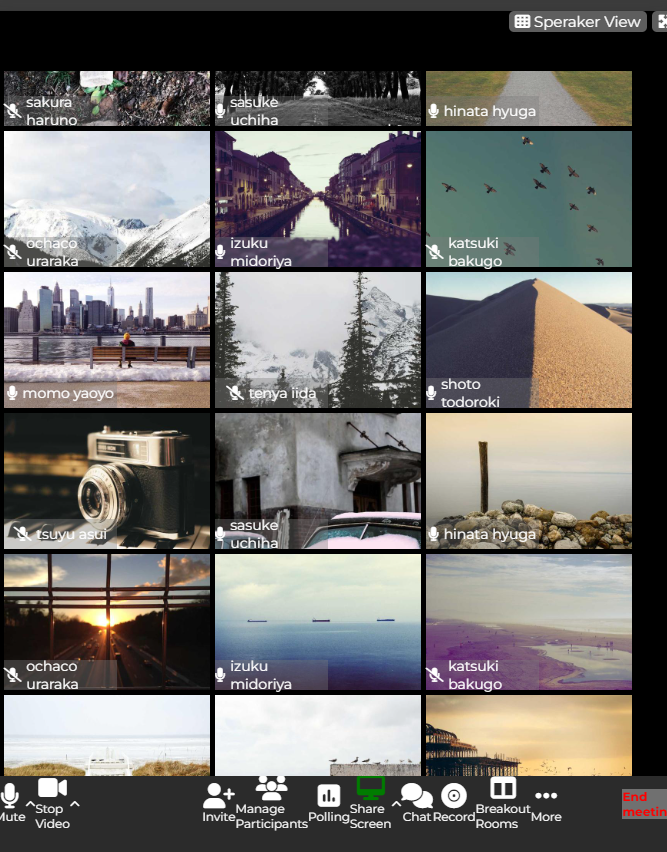 Speraker View
sakura
haruno
sasuke
uchiha
hinata hyuga
ochaco
uraraka
izuku
midoriya
katsuki
bakugo
momo yaoyo
tenya iida
shoto
todoroki
tsuyu asui
sasuke
uchiha
hinata hyuga
ochaco
uraraka
izuku
midoriya
katsuki
bakugo
Mute
Stop
Video
Invite
Manage
Participants
Polling
Share
Screen
Chat
Record
Breakout
Rooms
More
End
meetin